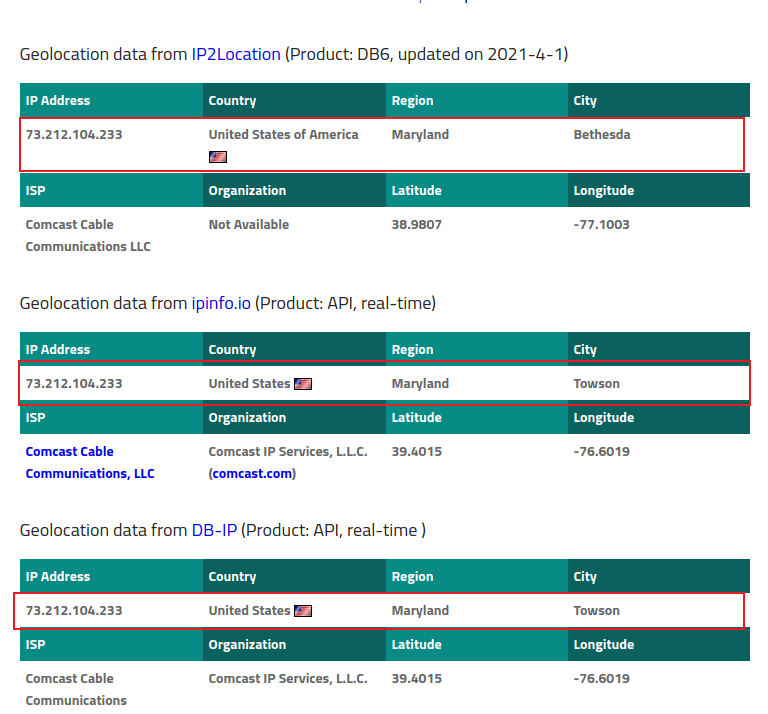 Geolocation data from IP2Location (Product: DB6, updated on 2021-4-1)
IP Address Country Region City
73.212.104.233 United States of America Maryland Bethesda
ISP Organization Latitude Longitude
Comcast Cable Not Available 38.9807 -77.1003
Communications LLC
Geolocation data from ipinfo.io (Product: API, real-time)
IP Address Country Region City
73.212.104.233 United States Maryland Towson
ISP Organization Latitude Longitude
Comcast Cable Comcast IP Services, L.L.C. 39.4015 -76.6019
Communications, LLC (comcast.com)
Geolocation data from DB-IP (Product: API, real-time )
IP Address Country Region City
73.212.104.233 United States Maryland Towson
ISP Organization Latitude Longitude
Comcast Cable Comcast IP Services, L.L.C. 39.4015 -76.6019
Communications